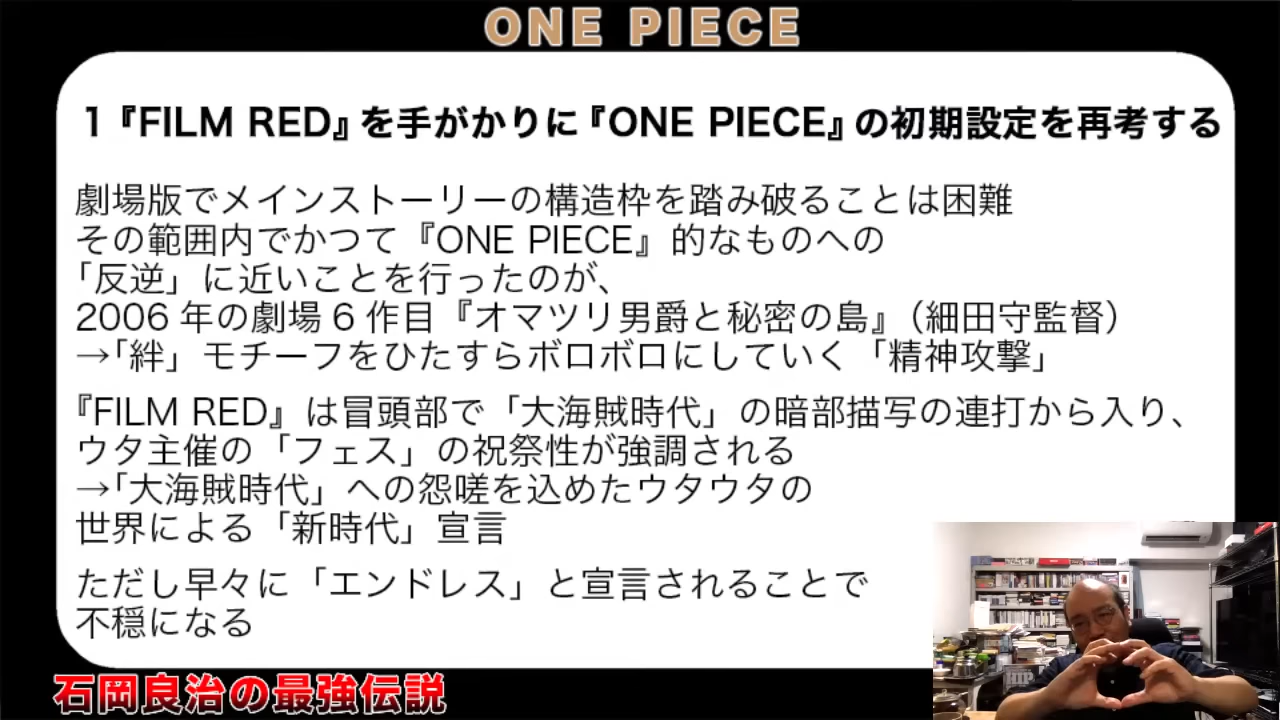 ONE PIECE
1『FILM RED』を手がかりに『ONE PIECE』の初期設定を再考する
劇場版でメインストーリーの構造枠を踏み破ることは困難
その範囲内でかつて『ONE PIECE』的なものへの
「反逆」に近いことを行ったのが、
2006年の劇場6作目『オマツリ男爵と秘密の島』（細田守監督）
→「絆」モチーフをひたすらボロボロにしていく「精神攻撃」
『FILM RED』は冒頭部で「大海賊時代」の暗部描写の連打から入り、
ウタ主催の「フェス」の祝祭性が強調される
→「大海賊時代」への怨嗟を込めたウタウタの
世界による「新時代」宣言
ただし早々に「エンドレス」と宣言されることで
不穏になる
石岡良治の最強伝説